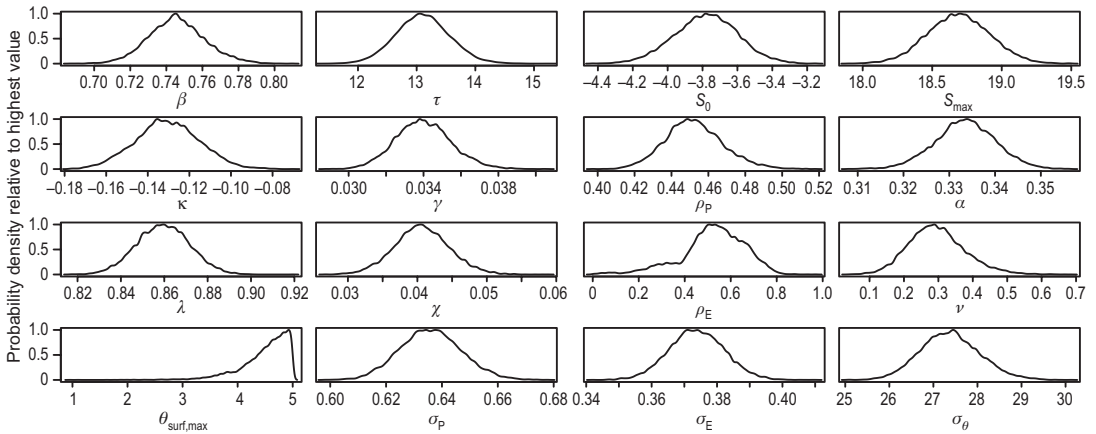 Probability density relative to highest value
1.0
0.5
0
0.70 0.72 0.74 0.76 0.78 0.80
β
12 13 14 15
τ
–4.4 –4.2 –4.0 –3.8 –3.6 –3.4 –3.2
S0
18.0 18.5 19.0 19.5
Smax
1.0
0.5
0
–0.18 –0.16 –0.14 –0.12 –0.10 –0.08
κ
0.030 0.034 0.038
γ
0.40 0.42 0.44 0.46 0.48 0.50 0.52
ρP
0.31 0.32 0.33 0.34 0.35
α
1.0
0.5
0
0.82 0.84 0.86 0.88 0.90 0.92
λ
0.03 0.04 0.05 0.06
χ
0 0.2 0.4 0.6 0.8 1.0
ρE
0.1 0.2 0.3 0.4 0.5 0.6 0.7
ν
1.0
0.5
0
1 2 3 4 5
θsurf,max
0.60 0.62 0.64 0.66 0.68
σP
0.34 0.36 0.38 0.40
σE
25 26 27 28 29 30
σθ